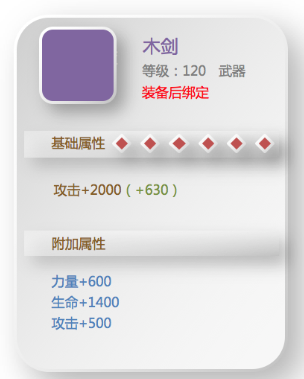 木剑
等级：120 武器
装备后绑定
基础属性
攻击+2000（+630）
附加属性
力量+600
生命+1400
攻击+500